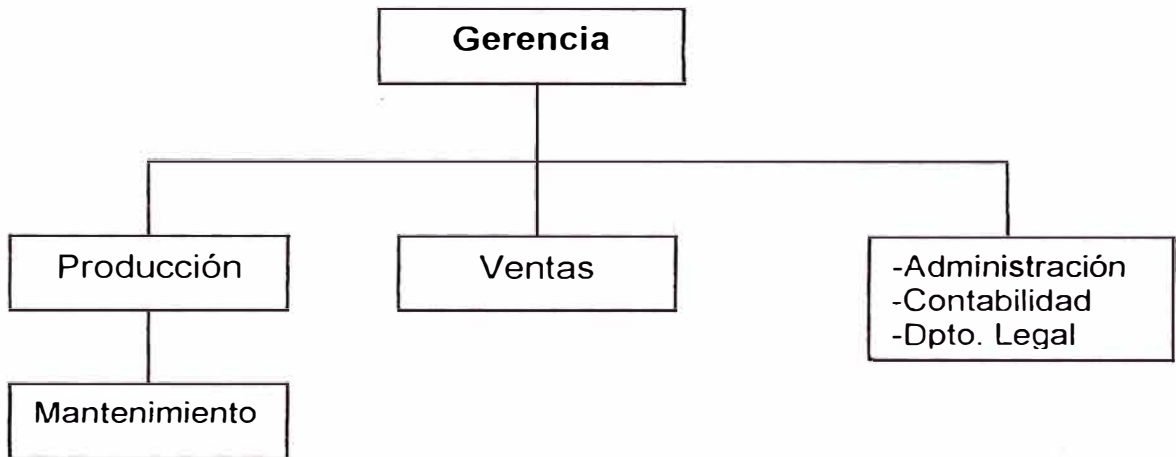 Gerencia
Producción
Ventas
-Administración
-Contabilidad
-Dpto. Legal
Mantenimiento